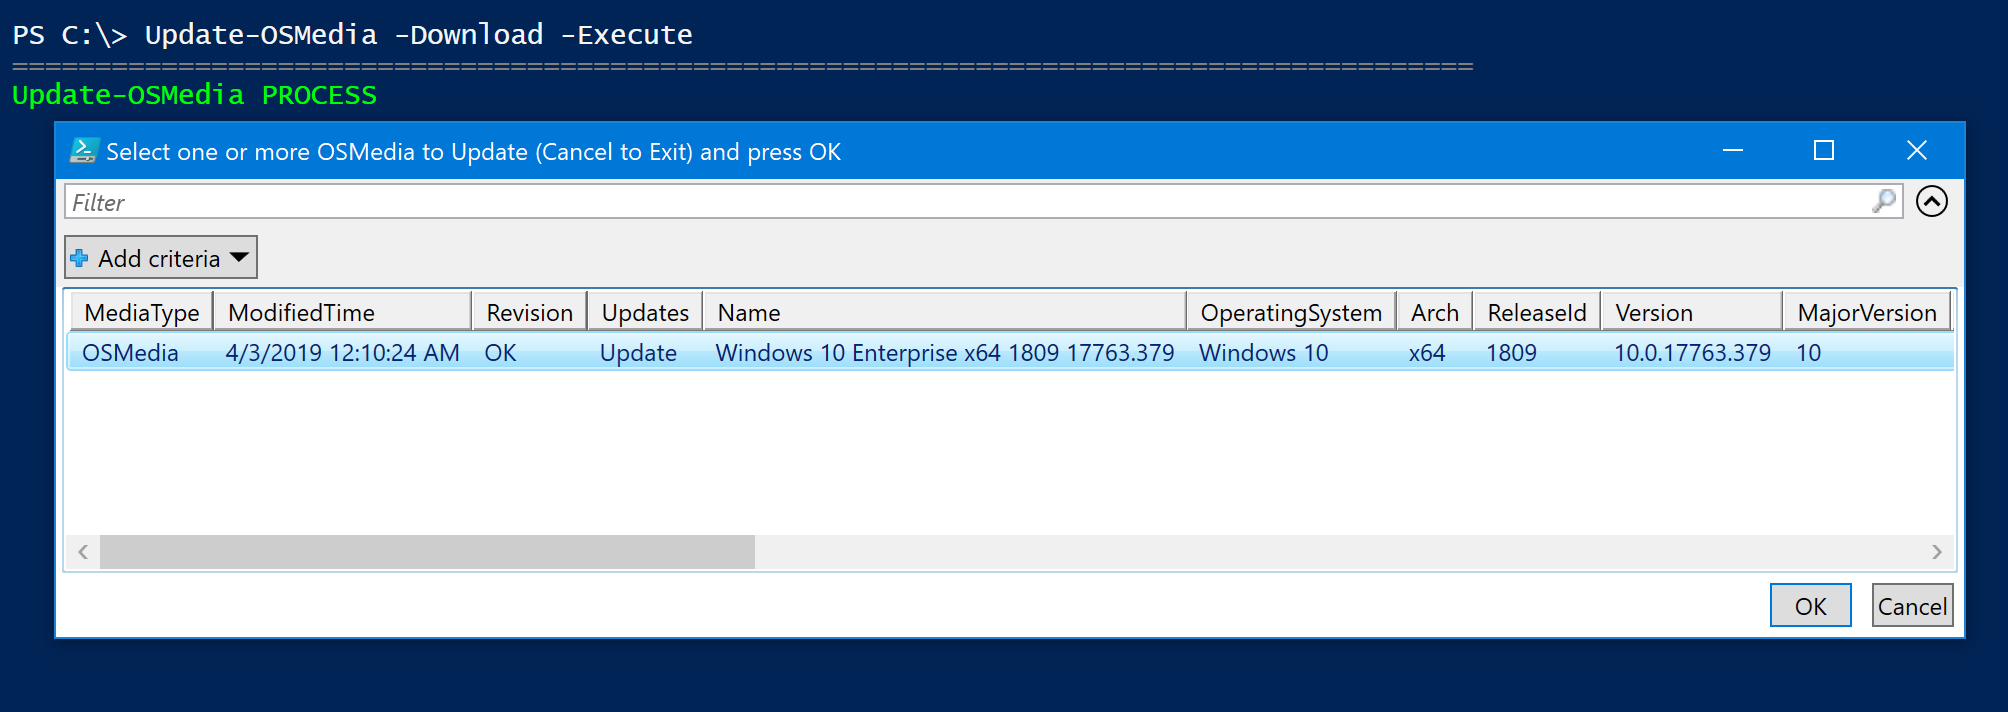 PS C:\> Update-OSMedia -Download -Execute
========================================================================================
Update-OSMedia PROCESS
Select one or more OSMedia to Update (Cancel to Exit) and press OK
Filter
Add criteria
MediaType ModifiedTime Revision Updates Name OperatingSystem Arch ReleaseId Version MajorVersion
OSMedia 4/3/2019 12:10:24 AM OK Update Windows 10 Enterprise x64 1809 17763.379 Windows 10 x64 1809 10.0.17763.379 10
OK Cancel